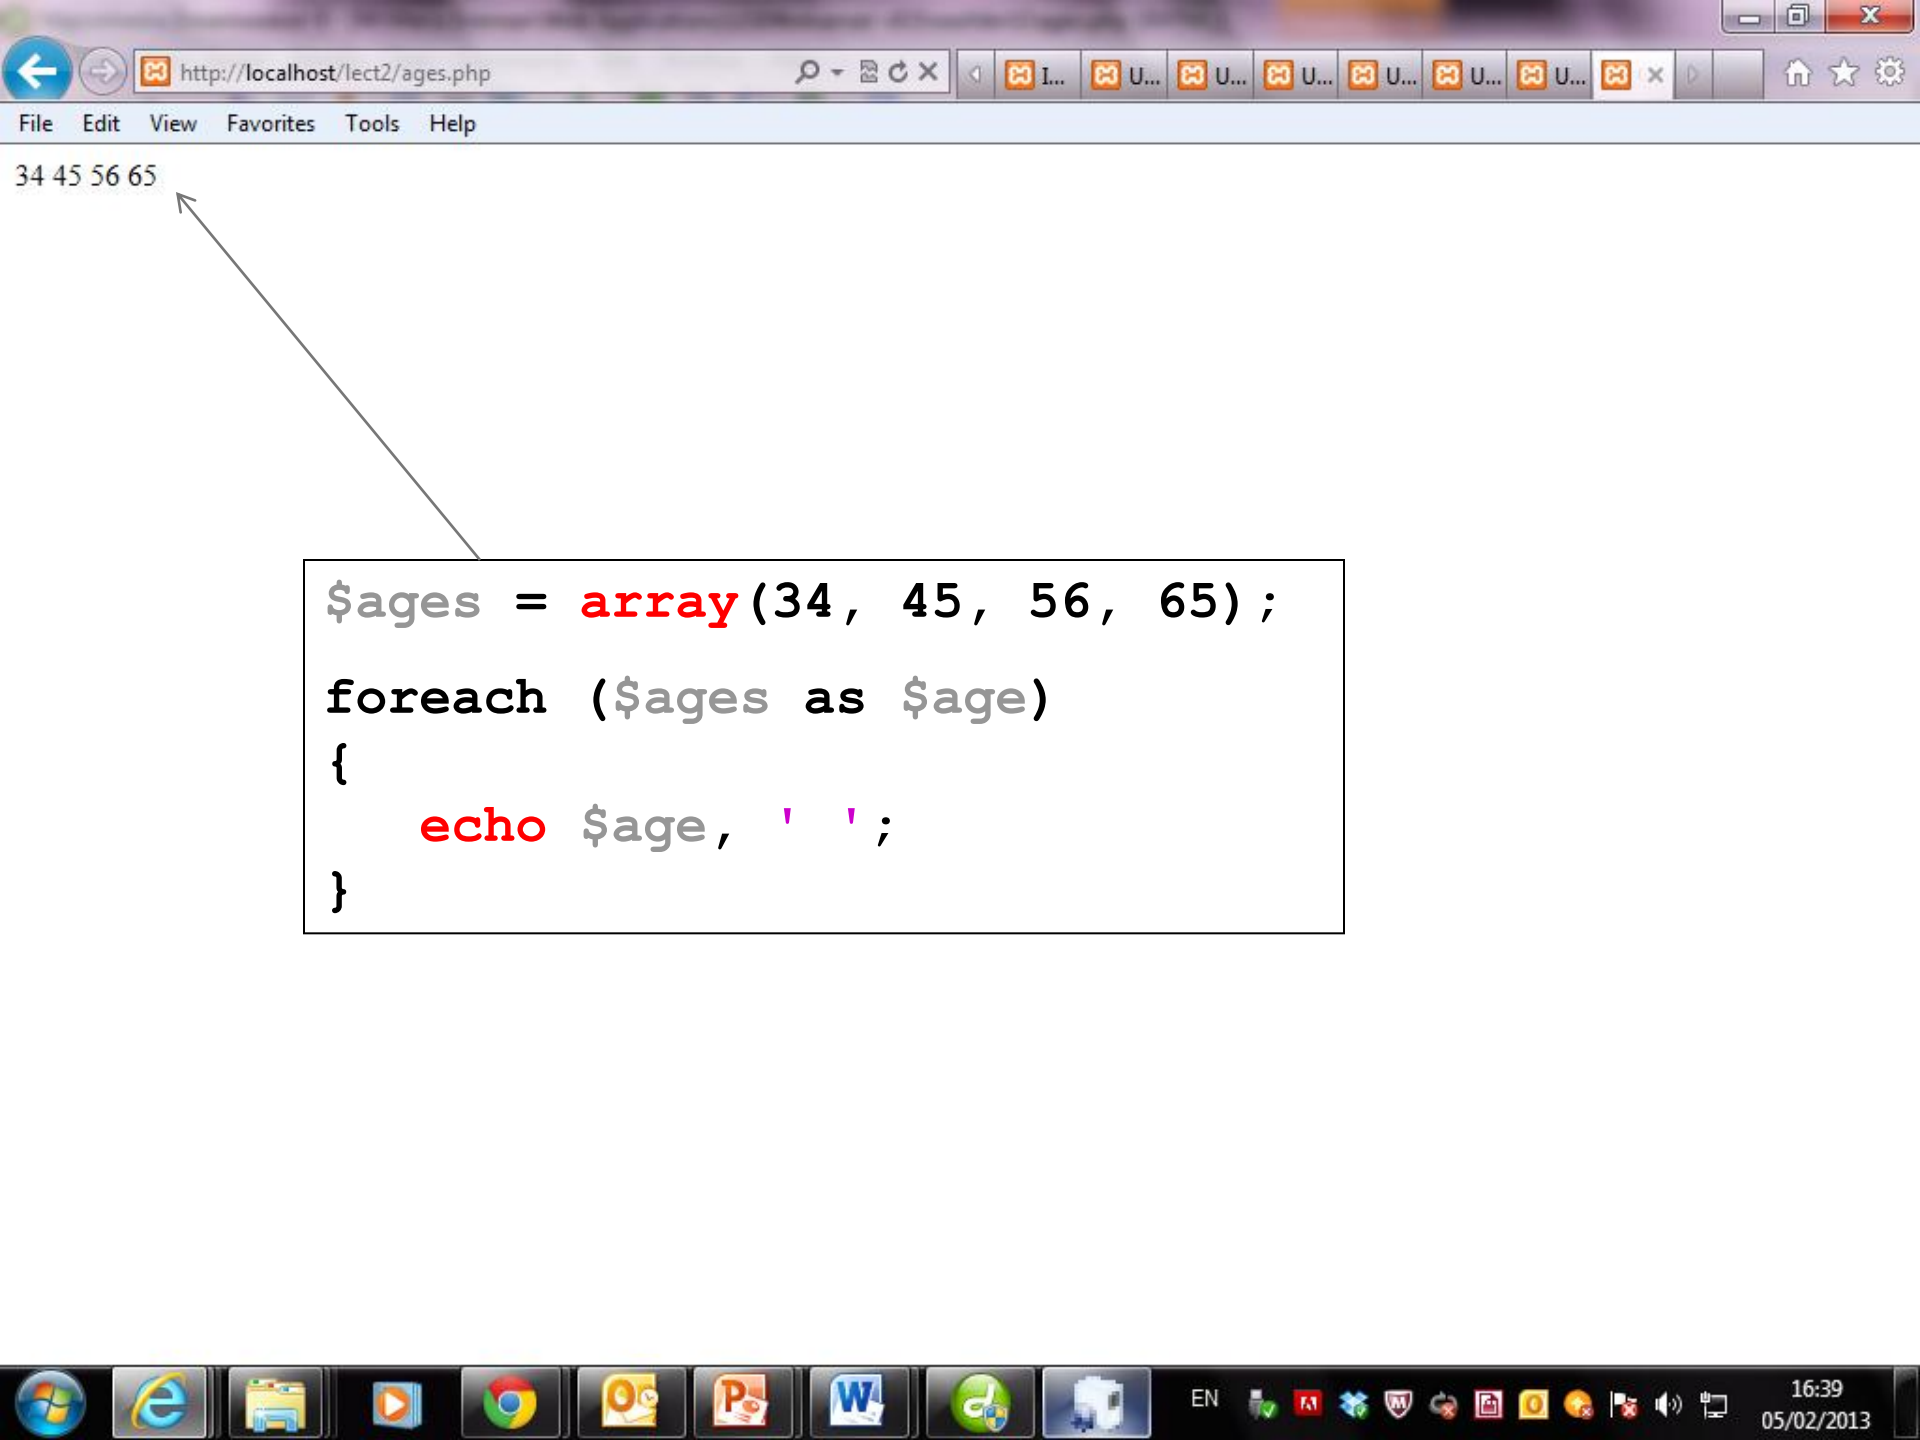 http://localhost/lect2/ages.php
I... U... U... U... U... U... U...
File Edit View Favorites Tools Help
34 45 56 65
$ages = array(34, 45, 56, 65);
foreach ($ages as $age)
{
echo $age, ' ';
}
EN
16:39
05/02/2013